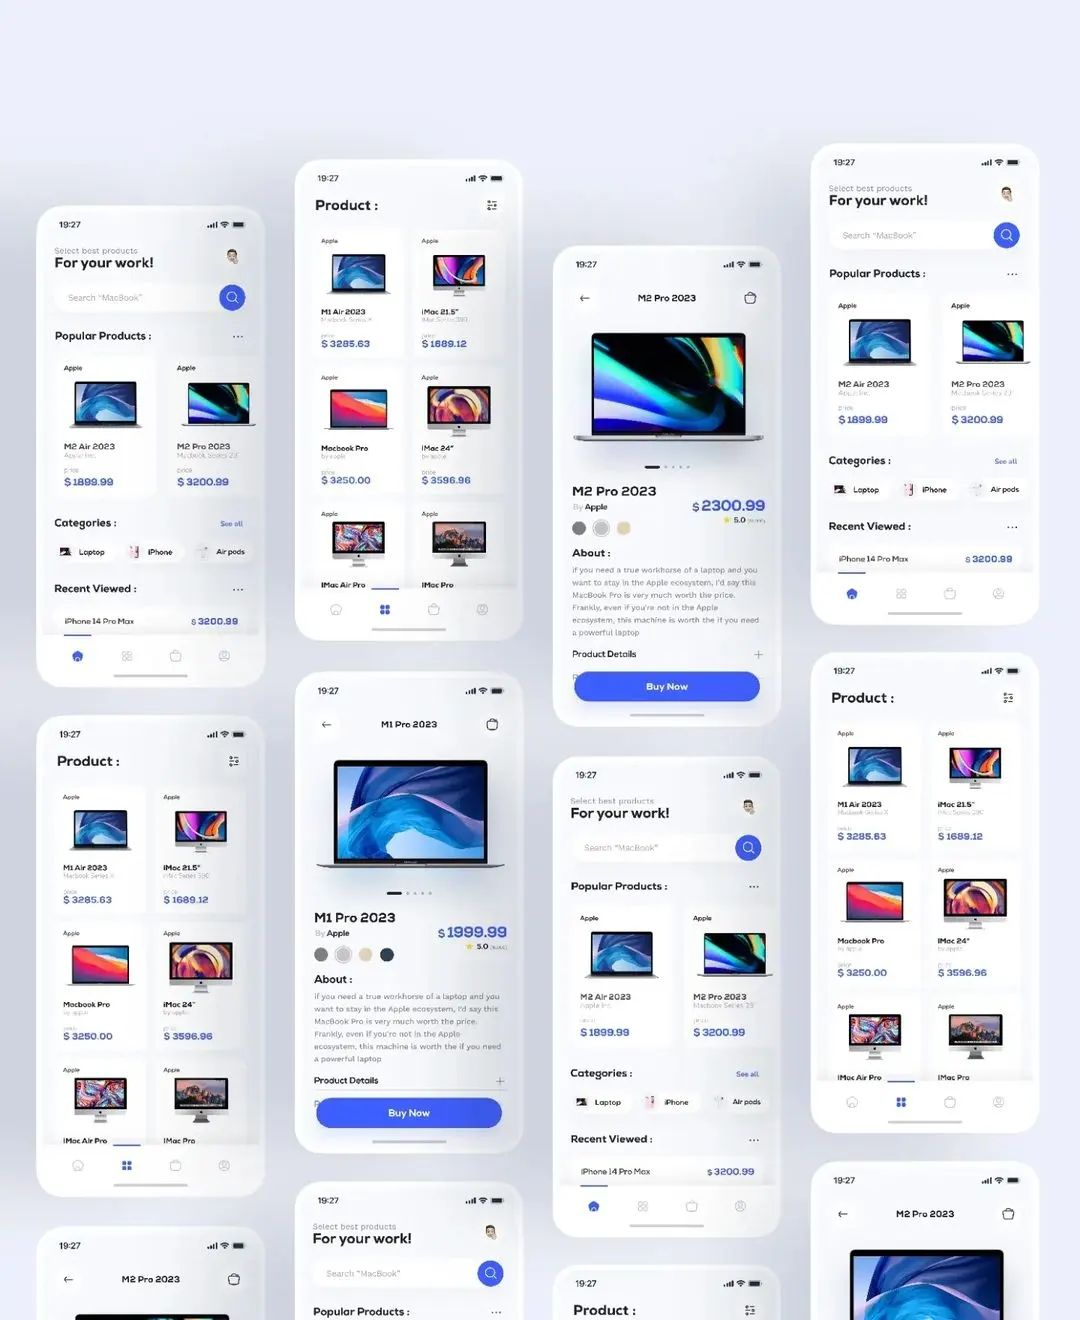 19:27
Select best products
For your work!
Search "MacBook"
Popular Products :
Apple
M2 Air 2023
Apple Inc.
price
$ 1899.99
Apple
M2 Pro 2023
Macbook Series 23"
price
$ 3200.99
Categories :
See all
Laptop
iPhone
Air pods
Recent Viewed :
iPhone 14 Pro Max
$ 3200.99
19:27
Product :
Apple
M1 Air 2023
Macbook Series X
price
$ 3285.63
Apple
iMac 21.5"
iMac Series 390
price
$ 1689.12
Apple
Macbook Pro
by apple
price
$ 3250.00
Apple
iMac 24"
by apple
price
$ 3596.96
Apple
IMac Air Pro
Apple
IMac Pro
19:27
Apple
1Mac Air Pro
Apple
19:27
Product :
Apple
M1 Air 2023
Macbook Series X
price
$ 3285.63
Apple
iMac 21.5"
price
$ 1689.12
Apple
Macbook Pro
by apple
price
$ 3250.00
Apple
iMac 24"
by apple
price
$ 3596.96
19:27
M1 Pro 2023
M1 Pro 2023
By Apple
$ 1999.99
5.0
About :
if you need a true workhorse of a laptop and you
want to stay in the Apple ecosystem, I'd say this
MacBook Pro is very much worth the price.
Frankly, even if you're not in the Apple
ecosystem, this machine is worth the if you need
a powerful laptop
Product Details
Buy Now
19:27
M2 Pro 2023
M2 Pro 2023
By Apple
$ 2300.99
5.0
About :
if you need a true workhorse of a laptop and you
want to stay in the Apple ecosystem, I'd say this
MacBook Pro is very much worth the price.
Frankly, even if you're not in the Apple
ecosystem, this machine is worth the if you need
a powerful laptop
Product Details
Buy Now
19:27
Select best products
For your work!
Search "MacBook"
Popular Products :
Apple
M2 Air 2023
Apple Inc.
price
$ 1899.99
Apple
M2 Pro 2023
Macbook Series 23"
price
$ 3200.99
Categories :
See all
Laptop
iPhone
Air pods
Recent Viewed :
iPhone 14 Pro Max
$ 3200.99
19:27
Select best products
For your work!
Search "MacBook"
Popular Products :
Apple
M2 Air 2023
Apple Inc.
price
$ 1899.99
Apple
M2 Pro 2023
Macbook Series 23"
price
$ 3200.99
Categories :
See all
Laptop
iPhone
Air pods
Recent Viewed :
iPhone 14 Pro Max
$ 3200.99
19:27
Product :
Apple
M1 Air 2023
Macbook Series X
price
$ 3285.63
Apple
iMac 21.5"
price
$ 1689.12
Apple
Macbook Pro
by apple
price
$ 3250.00
Apple
iMac 24"
by apple
price
$ 3596.96
Apple
IMac Air Pro
Apple
IMac Pro
19:27
M2 Pro 2023
19:27
Select best products
For your work!
Search "MacBook"
Popular Products :
19:27
Product :
19:27
M2 Pro 2023